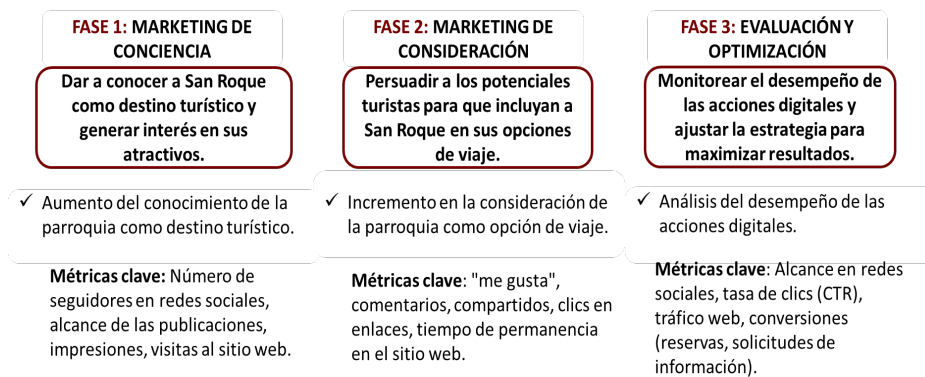 FASE 1: MARKETING DE
CONCIENCIA
Dar a conocer a San Roque
como destino turístico y
generar interés en sus
atractivos.
✓ Aumento del conocimiento de la
parroquia como destino turístico.
Métricas clave: Número de
seguidores en redes sociales,
alcance de las publicaciones,
impresiones, visitas al sitio web.
FASE 2: MARKETING DE
CONSIDERACIÓN
Persuadir a los potenciales
turistas para que incluyan a
San Roque en sus opciones
de viaje.
✓ Incremento en la consideración de
la parroquia como opción de viaje.
Métricas clave: "me gusta",
comentarios, compartidos, clics en
enlaces, tiempo de permanencia
en el sitio web.
FASE 3: EVALUACIÓN Y
OPTIMIZACIÓN
Monitorear el desempeño de
las acciones digitales y
ajustar la estrategia para
maximizar resultados.
✓ Análisis del desempeño de las
acciones digitales.
Métricas clave: Alcance en redes
sociales, tasa de clics (CTR),
tráfico web, conversiones
(reservas, solicitudes de
información).